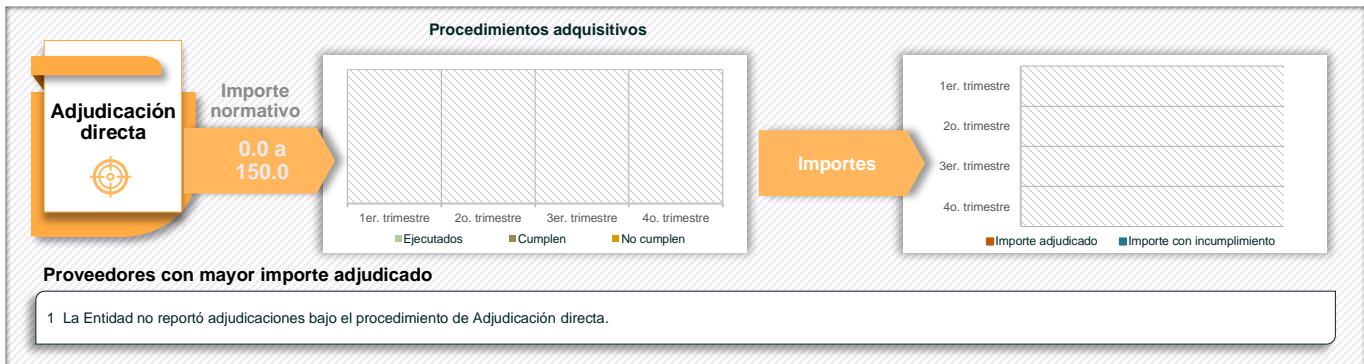 Procedimientos adquisitivos
Adjudicación
directa
Importe
normativo
0.0 a
150.0
1er. trimestre
2o. trimestre
3er. trimestre
4o. trimestre
Ejecutados
Cumplen
No cumplen
Importes
1er. trimestre
2o. trimestre
3er. trimestre
4o. trimestre
Importe adjudicado
Importe con incumplimiento
Proveedores con mayor importe adjudicado
1 La Entidad no reportó adjudicaciones bajo el procedimiento de Adjudicación directa.